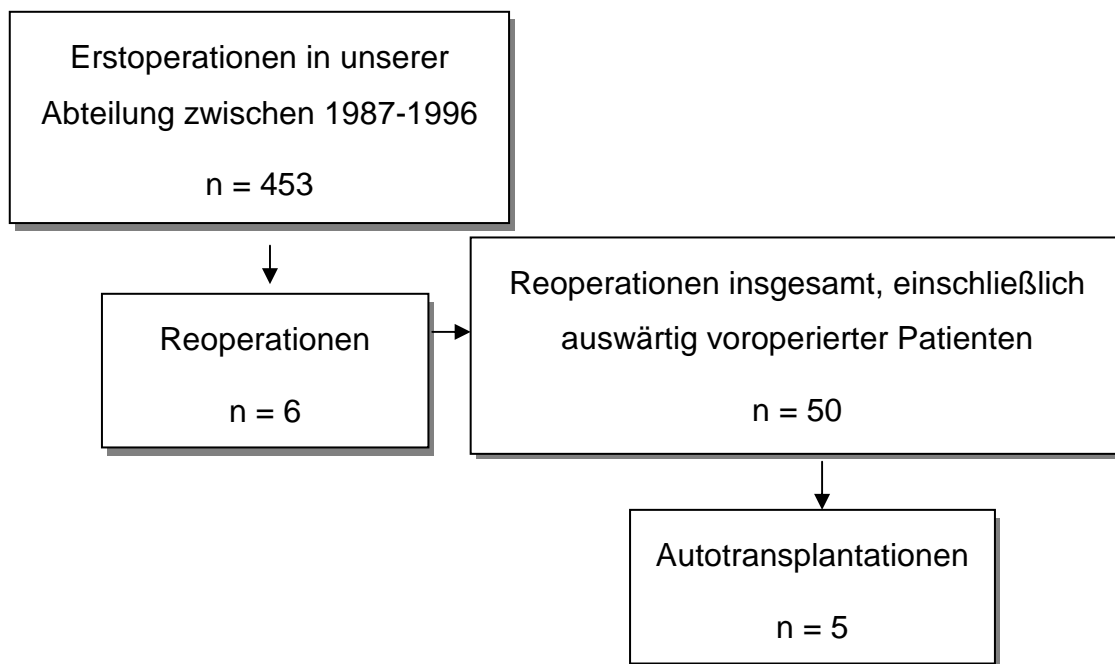 Erstoperationen in unserer
Abteilung zwischen 1987-1996
n = 453
Reoperationen
n = 6
Reoperationen insgesamt, einschließlich
auswärtig voroperierter Patienten
n = 50
Autotransplantationen
n = 5